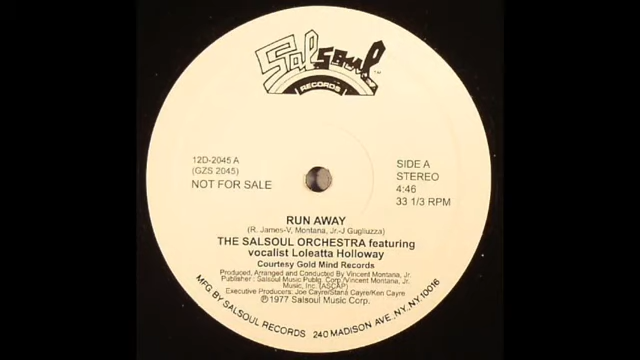 Salsoul
RECORDS
12D-2045 A
(GZS 2045)
NOT FOR SALE
SIDE A
STEREO
4:46
33 1/3 RPM
RUN AWAY
(R. James-V, Montana, Jr.-J Gugliuzza)
THE SALSOUL ORCHESTRA featuring
vocalist Loleatta Holloway
Courtesy Gold Mind Records
Produced, Arranged and Conducted By Vincent Montana, Jr.
Publisher : Salsoul Music Publg. Corp./Vincent Montana, Jr.
Music, Inc. (ASCAP)
Executive Producers: Joe Cayre/Stand Cayre/Ken Cayre
℗1977 Salsoul Music Corp.
MFG BY SALSOUL RECORDS 240 MADISON AVE., NY, NY, 10016